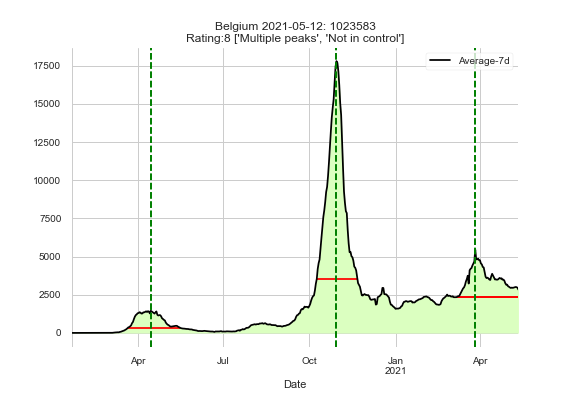 Belgium 2021-05-12: 1023583
Rating:8 ['Multiple peaks', 'Not in control']
Average-7d
17500
15000
12500
10000
7500
5000
2500
0
Apr
Jul
Oct
Jan
2021
Apr
Date